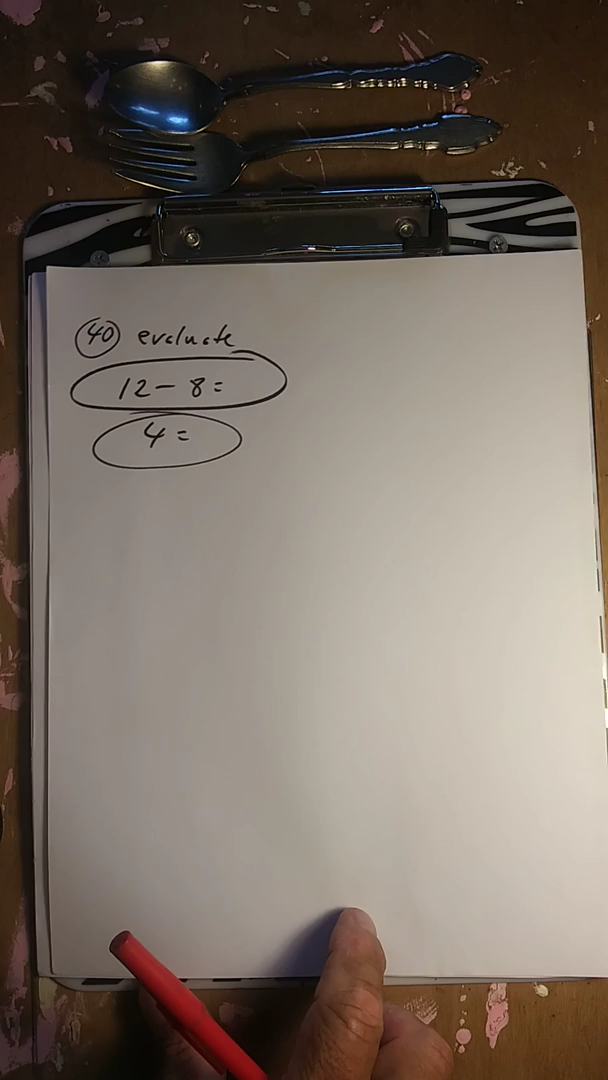 40 evaluate
12 - 8 =
4 =